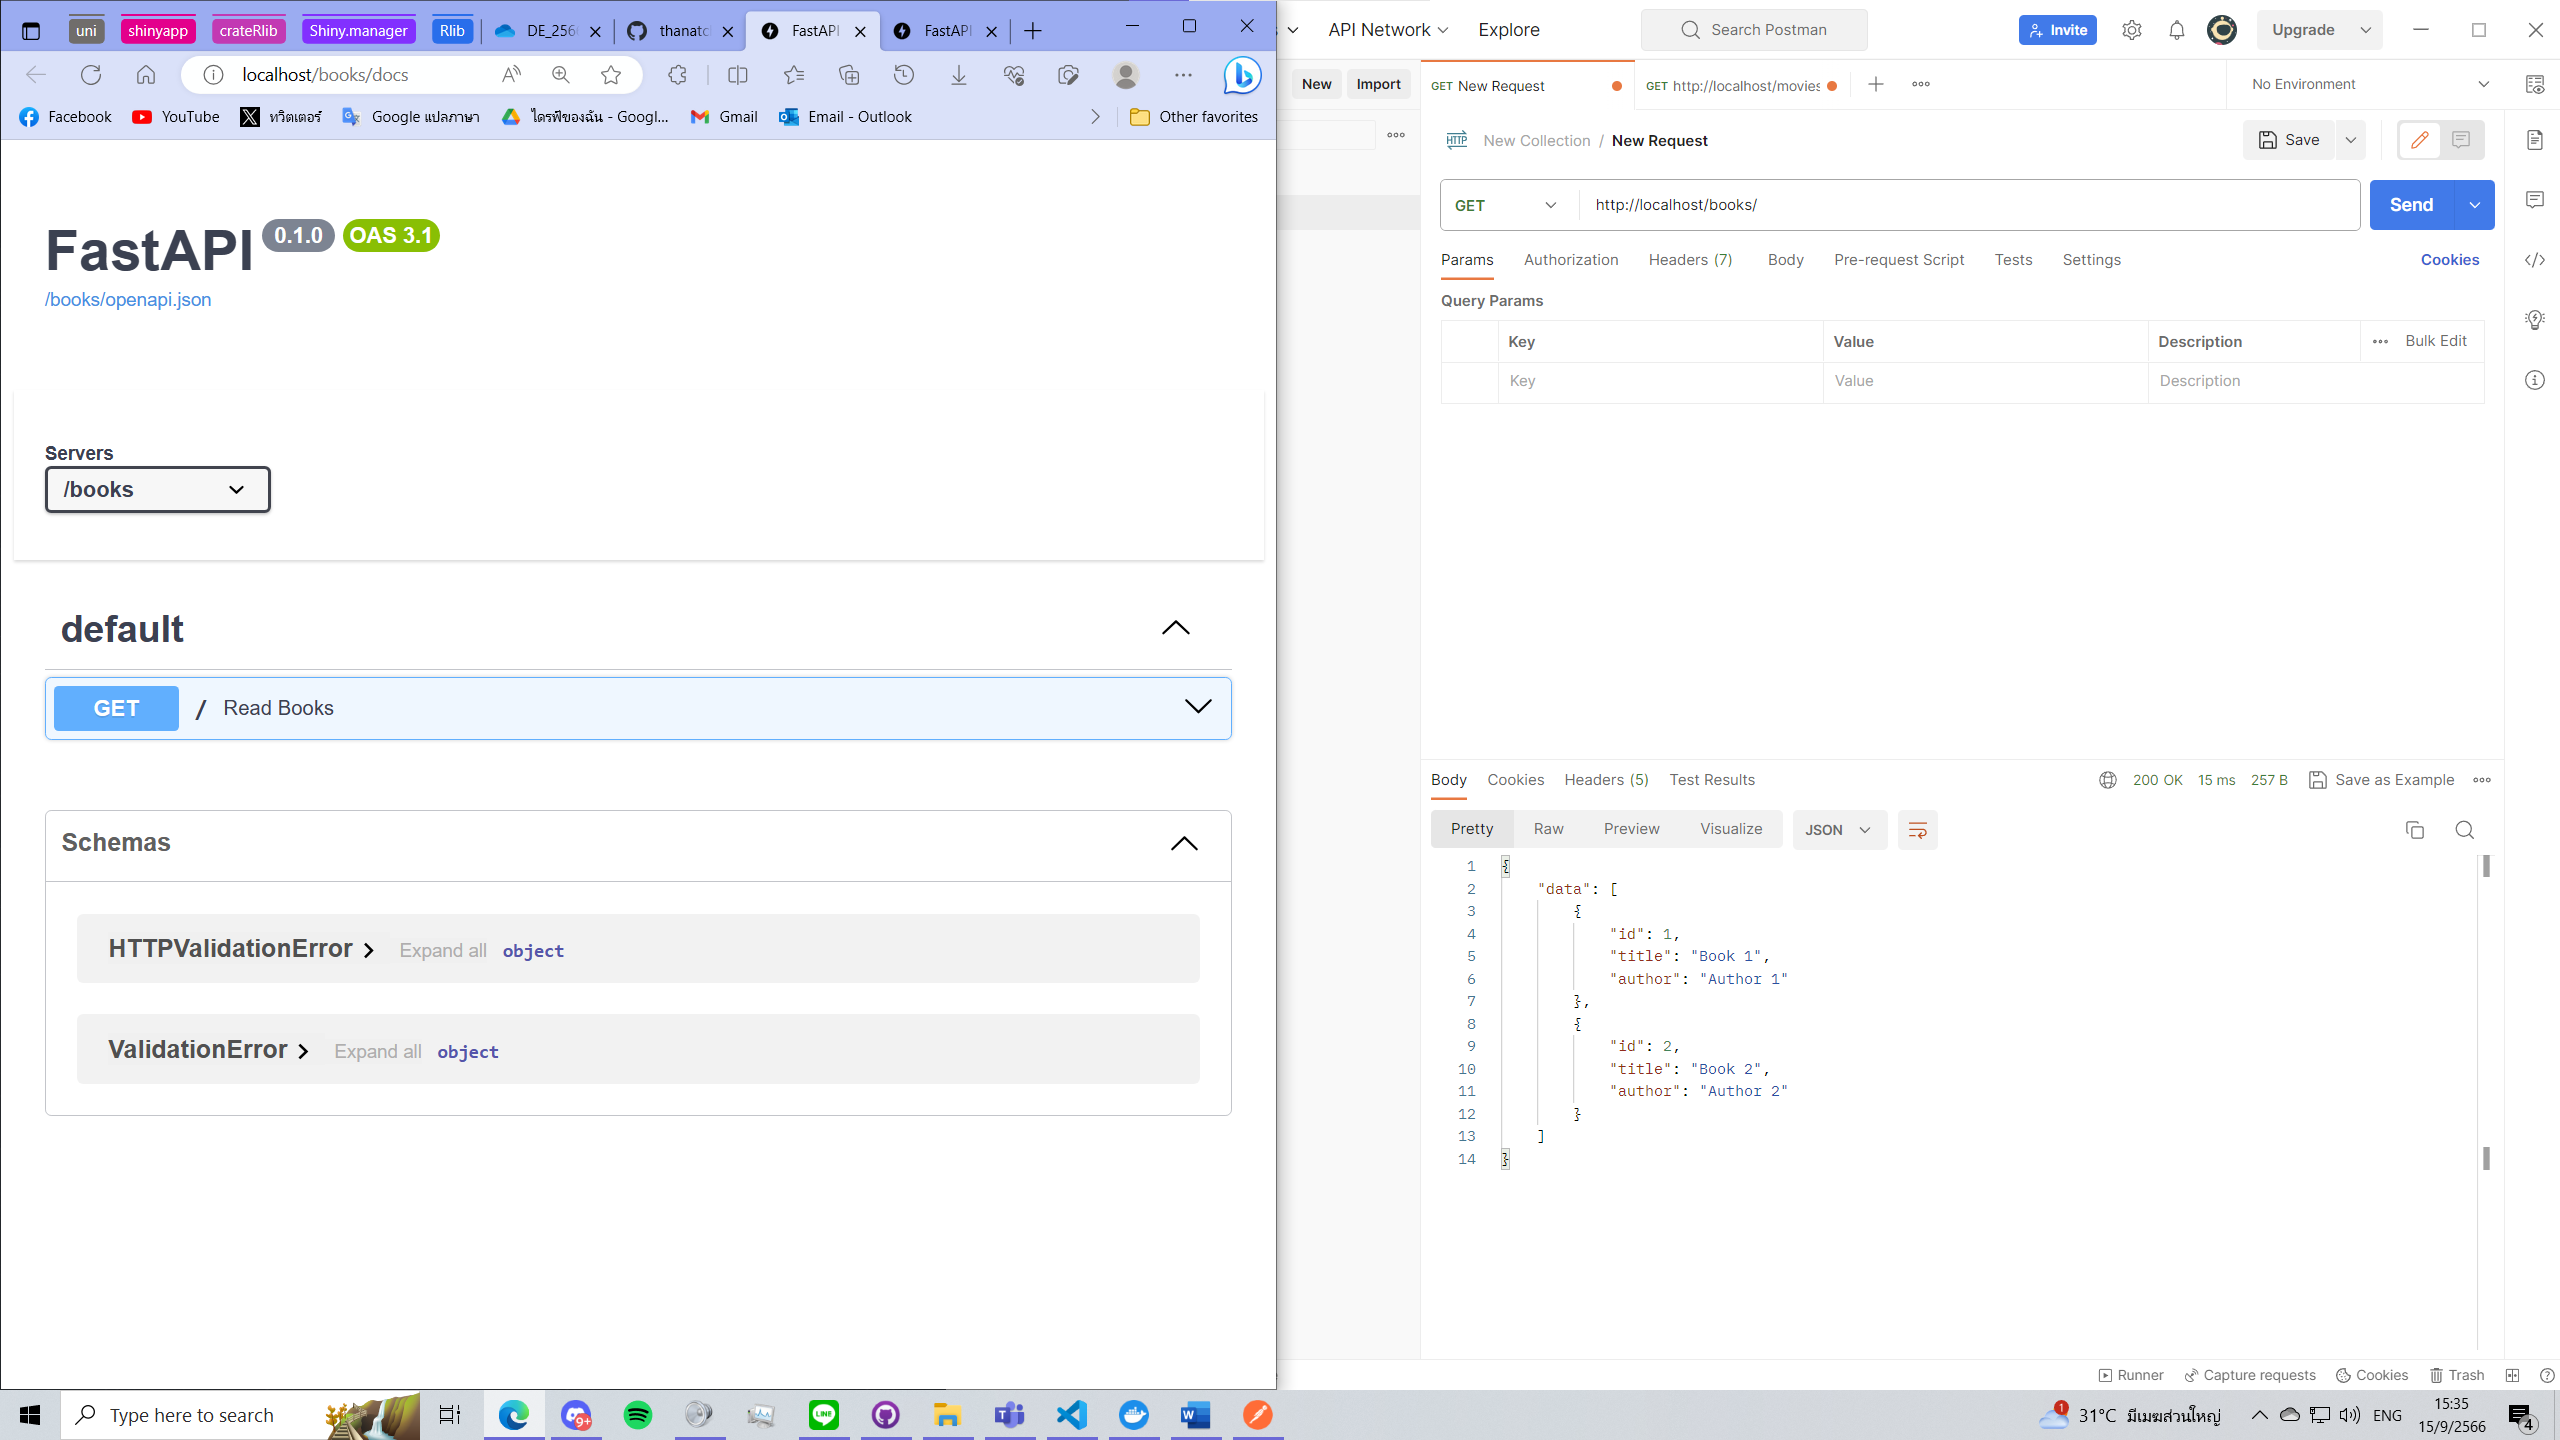 uni shinyapp crateRlib Shiny.manager Rlib DE_256 thanatc FastAPI FastAPI
localhost/books/docs
Facebook YouTube ทวิตเตอร์ Google แปลภาษา ไดรฟ์ของฉัน - Googl... Gmail Email - Outlook Other favorites
FastAPI 0.1.0 OAS 3.1
/books/openapi.json
Servers
/books
default
GET / Read Books
Schemas
HTTPValidationError Expand all object
ValidationError Expand all object
API Network Explore Search Postman Invite Upgrade
New Import GET New Request GET http://localhost/movies No Environment
HTTP New Collection / New Request Save
GET http://localhost/books/ Send
Params Authorization Headers (7) Body Pre-request Script Tests Settings Cookies
Query Params
Key Value Description Bulk Edit
Key Value Description
Body Cookies Headers (5) Test Results 200 OK 15 ms 257 B Save as Example
Pretty Raw Preview Visualize JSON
1 {
2 "data": [
3 {
4 "id": 1,
5 "title": "Book 1",
6 "author": "Author 1"
7 },
8 {
9 "id": 2,
10 "title": "Book 2",
11 "author": "Author 2"
12 }
13 ]
14 }
Runner Capture requests Cookies Trash
Type here to search 9+ LINE 1 31°C มีเมฆส่วนใหญ่ ENG 15:35
15/9/2566 4